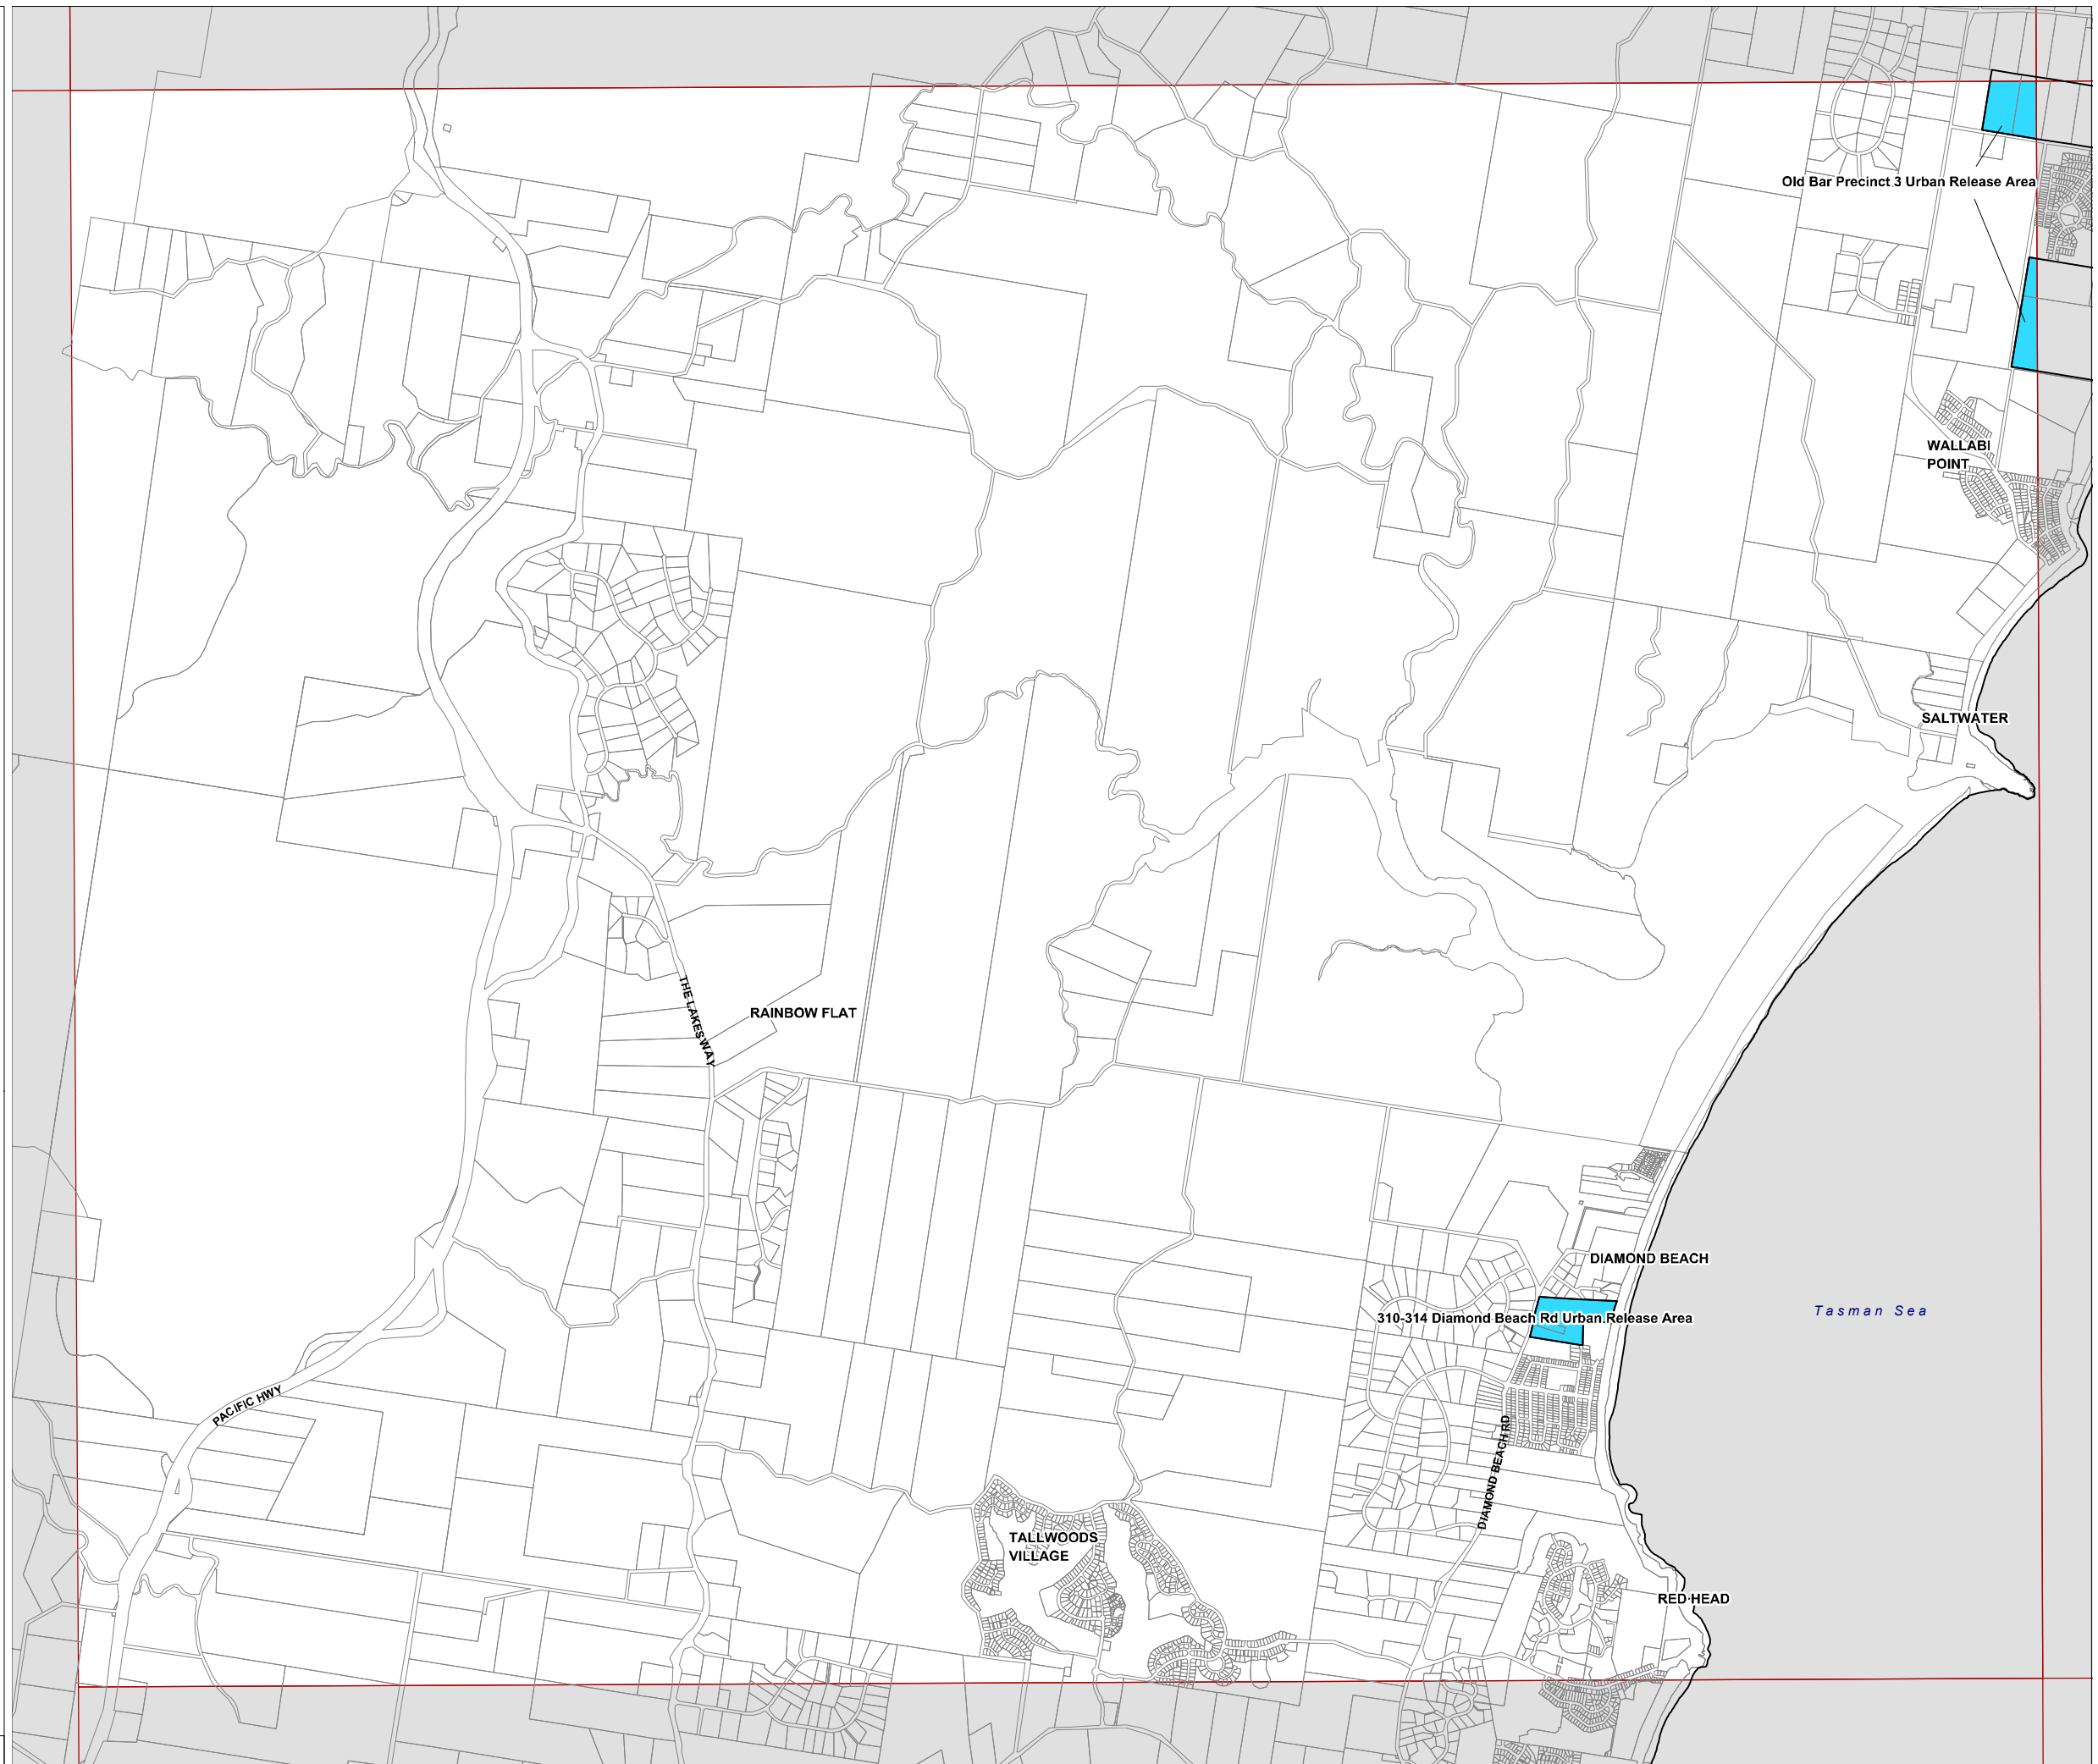 Old Bar Precinct 3 Urban Release Area
WALLABI
POINT
SALTWATER
THE LAKES WAY
RAINBOW FLAT
DIAMOND BEACH
310-314 Diamond Beach Rd Urban Release Area
Tasman Sea
PACIFIC HWY
DIAMOND BEACH RD
TALLWOODS
VILLAGE
RED HEAD